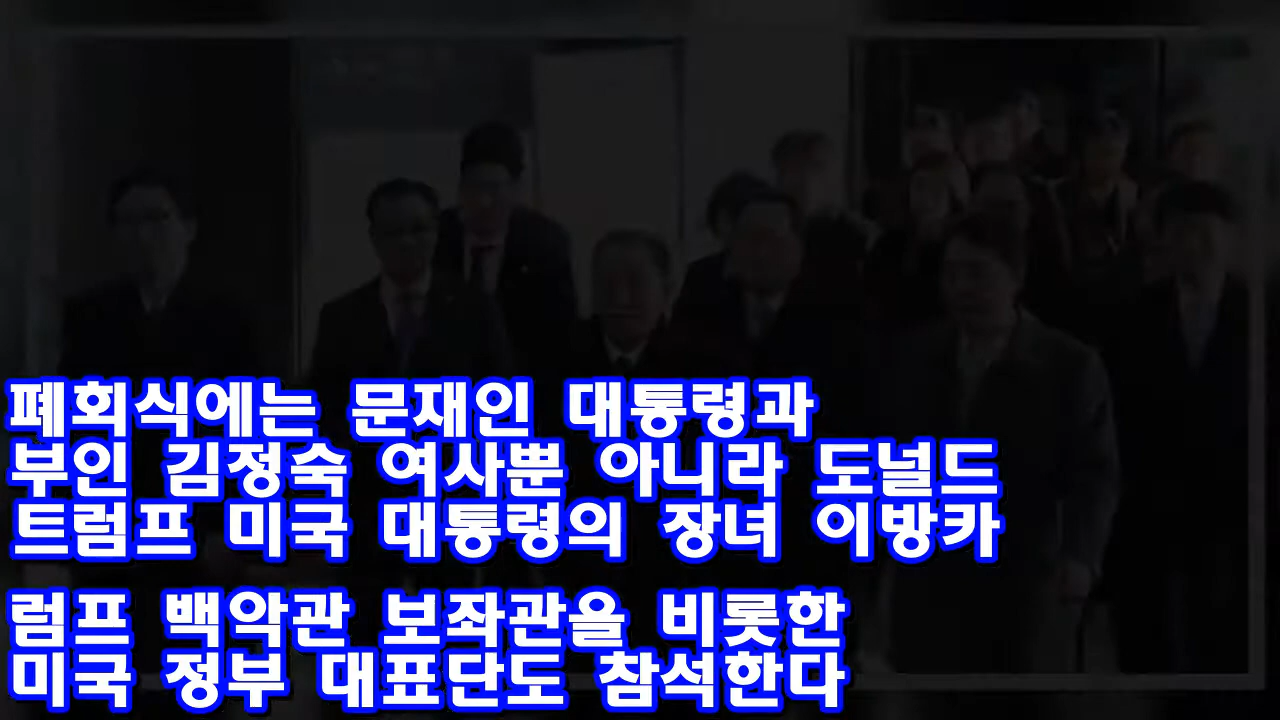 폐회식에는 문재인 대통령과
부인 김정숙 여사뿐 아니라 도널드
트럼프 미국 대통령의 장녀 이방카
럼프 백악관 보좌관을 비롯한
미국 정부 대표단도 참석한다